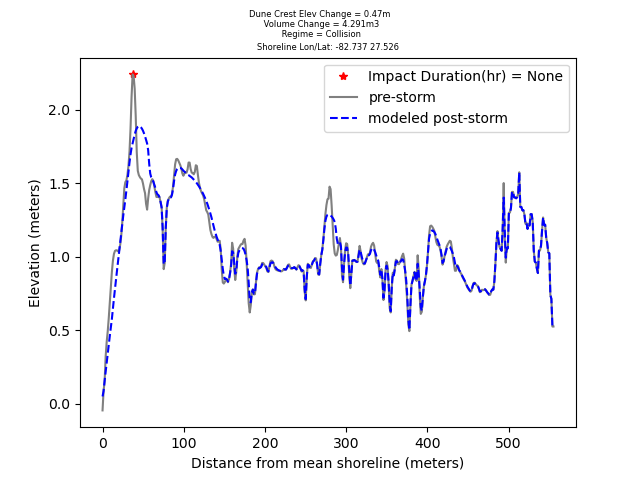 Dune Crest Elev Change = 0.47m
Volume Change = 4.291m3
Regime = Collision
Shoreline Lon/Lat: -82.737 27.526
Impact Duration(hr) = None
pre-storm
modeled post-storm
Elevation (meters)
2.0
1.5
1.0
0.5
0.0
0 100 200 300 400 500
Distance from mean shoreline (meters)